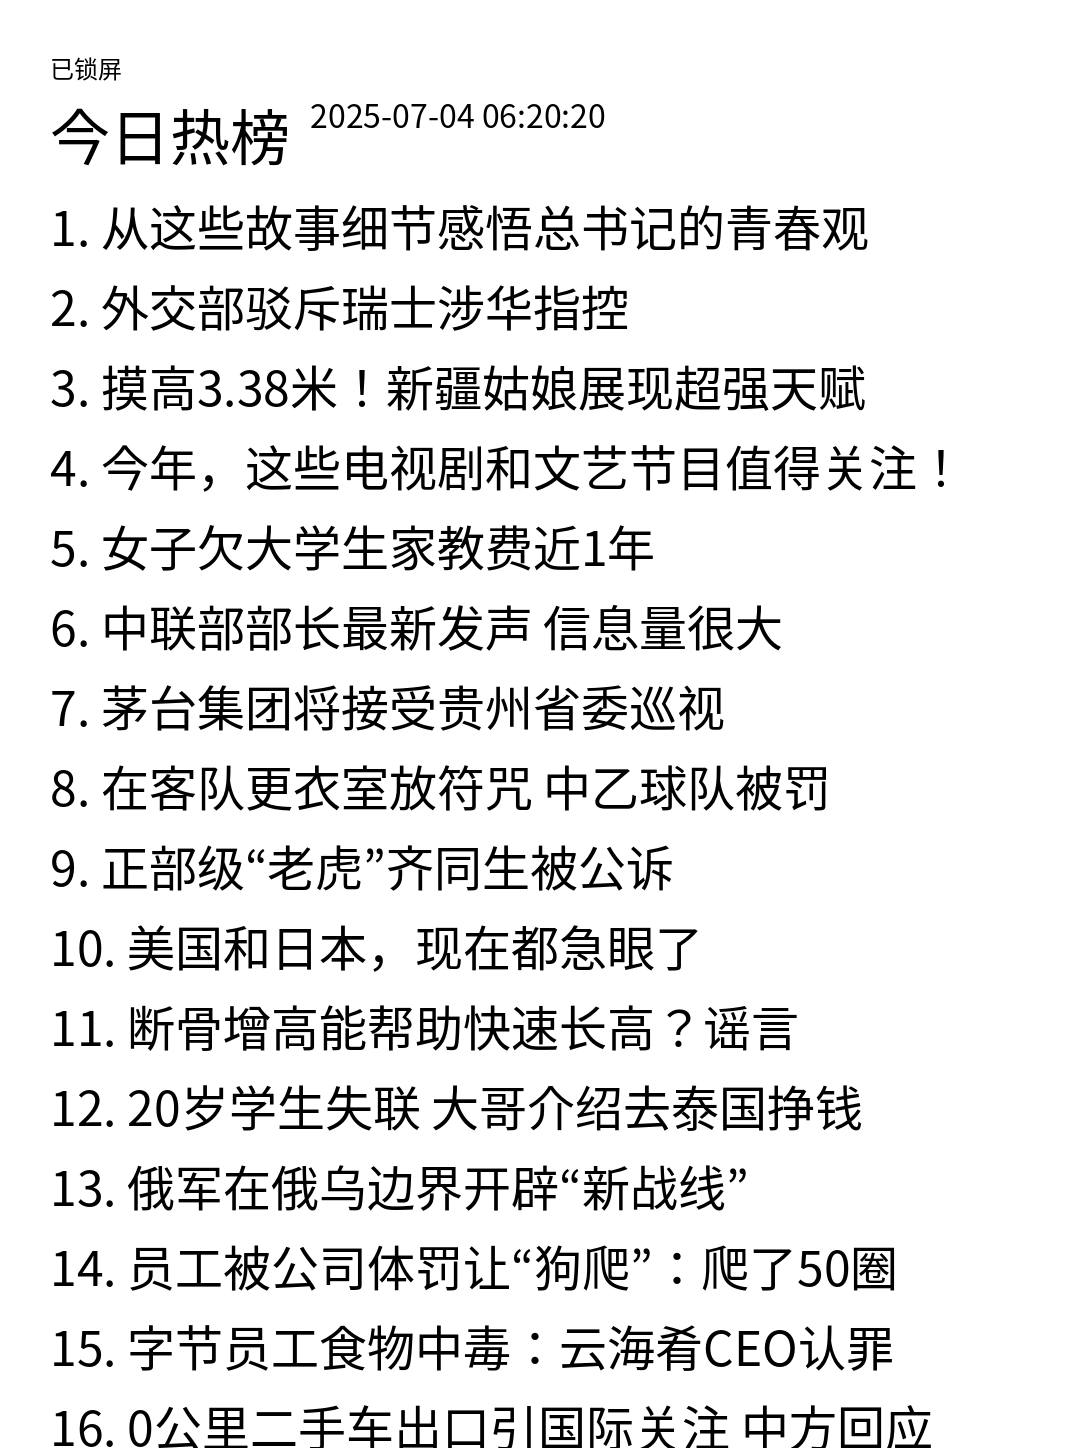 已锁屏
今日热榜 2025-07-04 06:20:20
1. 从这些故事细节感悟总书记的青春观
2. 外交部驳斥瑞士涉华指控
3. 摸高3.38米！新疆姑娘展现超强天赋
4. 今年，这些电视剧和文艺节目值得关注！
5. 女子欠大学生家教费近1年
6. 中联部部长最新发声 信息量很大
7. 茅台集团将接受贵州省委巡视
8. 在客队更衣室放符咒 中乙球队被罚
9. 正部级“老虎”齐同生被公诉
10. 美国和日本，现在都急眼了
11. 断骨增高能帮助快速长高？谣言
12. 20岁学生失联 大哥介绍去泰国挣钱
13. 俄军在俄乌边界开辟“新战线”
14. 员工被公司体罚让“狗爬”：爬了50圈
15. 字节员工食物中毒：云海肴CEO认罪
16. 0公里二手车出口引国际关注 中方回应